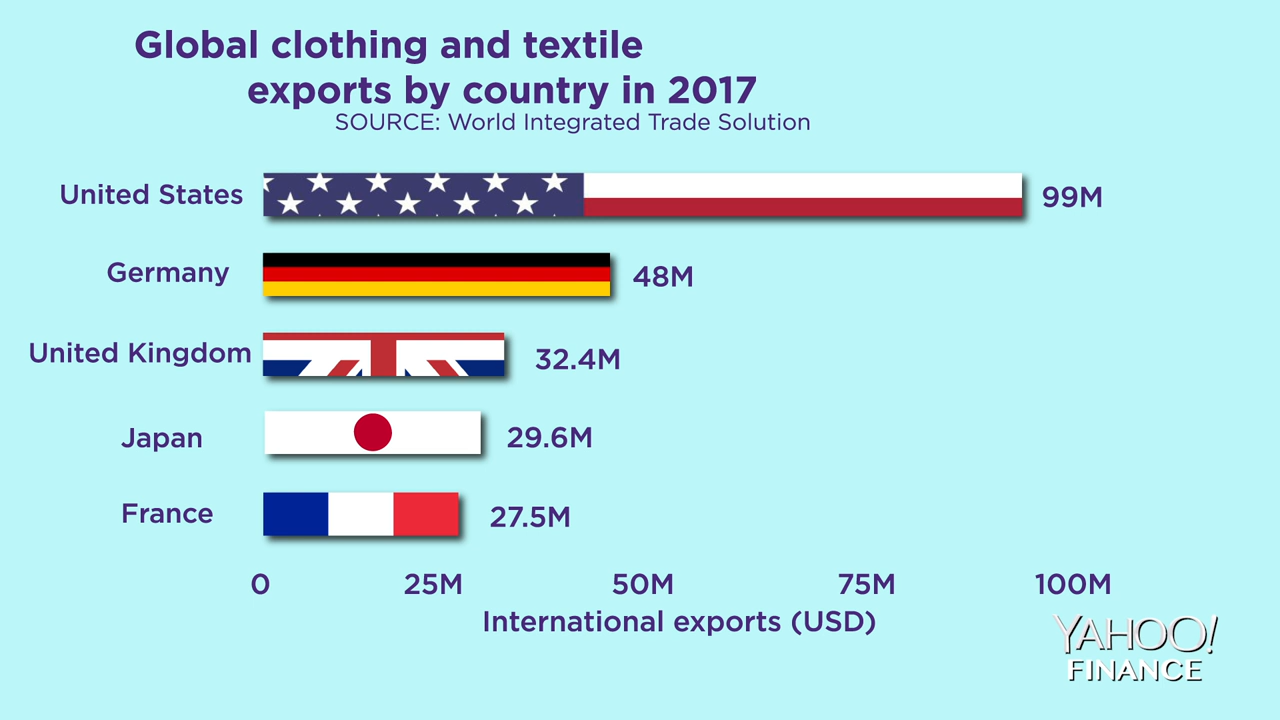 Global clothing and textile
exports by country in 2017
SOURCE: World Integrated Trade Solution
United States 99M
Germany 48M
United Kingdom 32.4M
Japan 29.6M
France 27.5M
0 25M 50M 75M 100M
International exports (USD)
YAHOO!
FINANCE